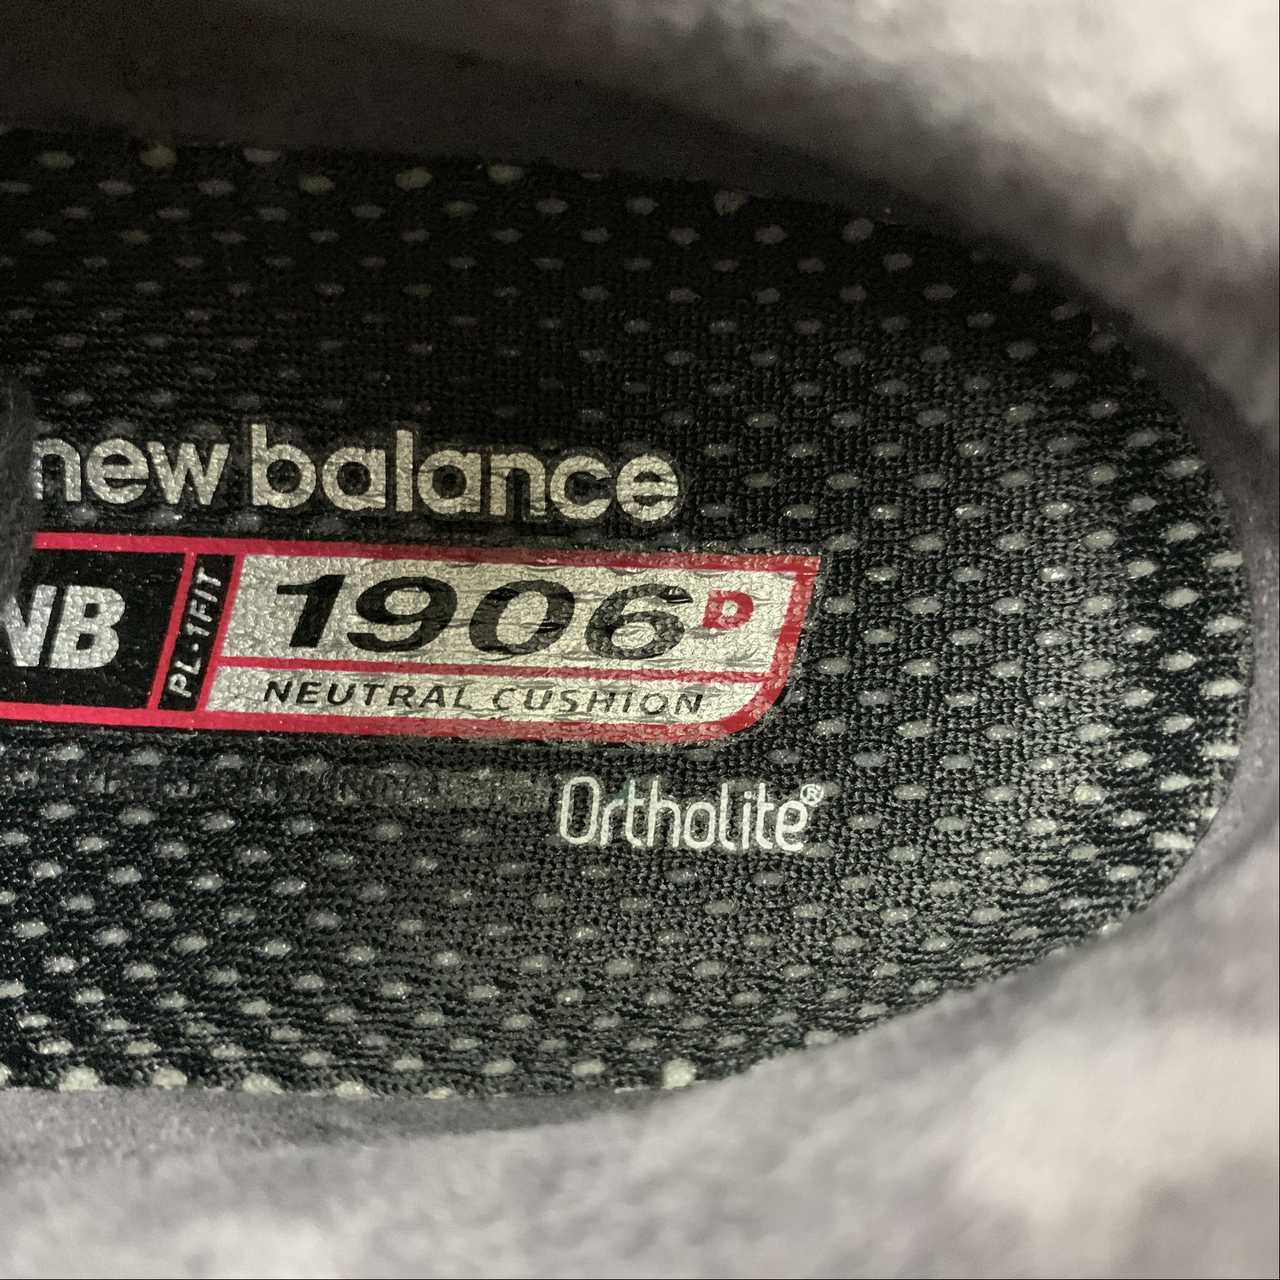 new balance
NB
PL-1FIT
1906D
NEUTRAL CUSHION
Ortholite®